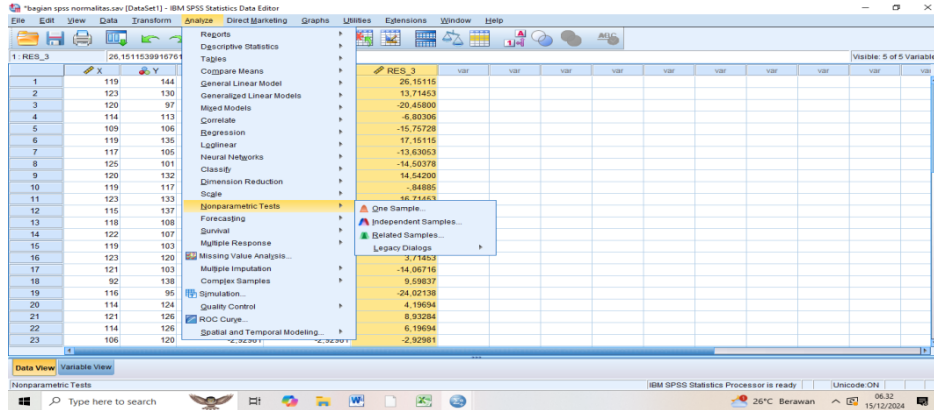 *bagian spss normalitas.sav [DataSet1] - IBM SPSS Statistics Data Editor
File Edit View Data Transform Analyze Direct Marketing Graphs Utilities Extensions Window Help
1 : RES_3 26,1511539916761 Visible: 5 of 5 Variable
X Y RES_3 var var var var var var var var
1 119 144 26,15115
2 123 130 13,71453
3 120 97 -20,45800
4 114 113 -6,80306
5 109 106 -15,75728
6 119 135 17,15115
7 117 105 -13,63053
8 125 101 -14,50378
9 120 132 14,54200
10 119 117 -,84885
11 123 133 16,71453
12 115 137
13 118 108
14 122 107
15 119 103
16 123 120 3,71453
17 121 103 -14,06716
18 92 138 9,59837
19 116 95 -24,02138
20 114 124 4,19694
21 121 126 8,93284
22 114 126 6,19694
23 106 120 -2,92981 -2,92981 -2,92981
Reports
Descriptive Statistics
Tables
Compare Means
General Linear Model
Generalized Linear Models
Mixed Models
Correlate
Regression
Loglinear
Neural Networks
Classify
Dimension Reduction
Scale
Nonparametric Tests
Forecasting
Survival
Multiple Response
Missing Value Analysis...
Multiple Imputation
Complex Samples
Simulation...
Quality Control
ROC Curve...
Spatial and Temporal Modeling...
One Sample...
Independent Samples...
Related Samples...
Legacy Dialogs
Data View Variable View
Nonparametric Tests IBM SPSS Statistics Processor is ready Unicode:ON
Type here to search 26°C Berawan 06.32
15/12/2024